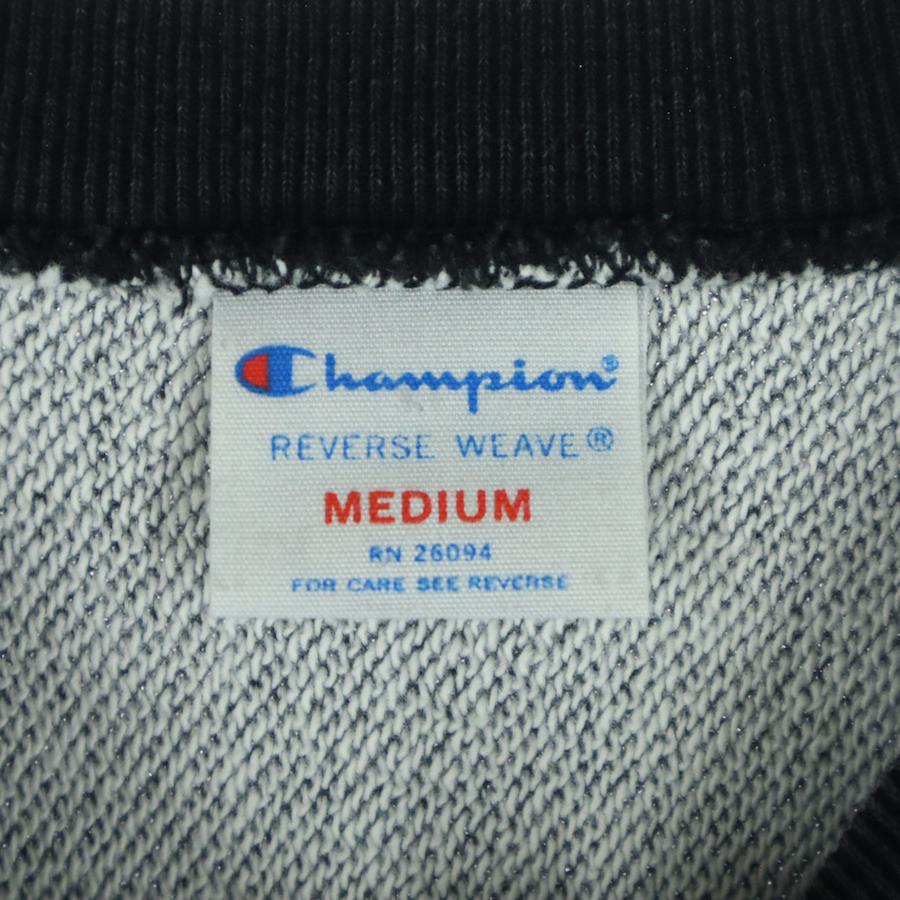 Champion®
REVERSE WEAVE®
MEDIUM
RN 26094
FOR CARE SEE REVERSE